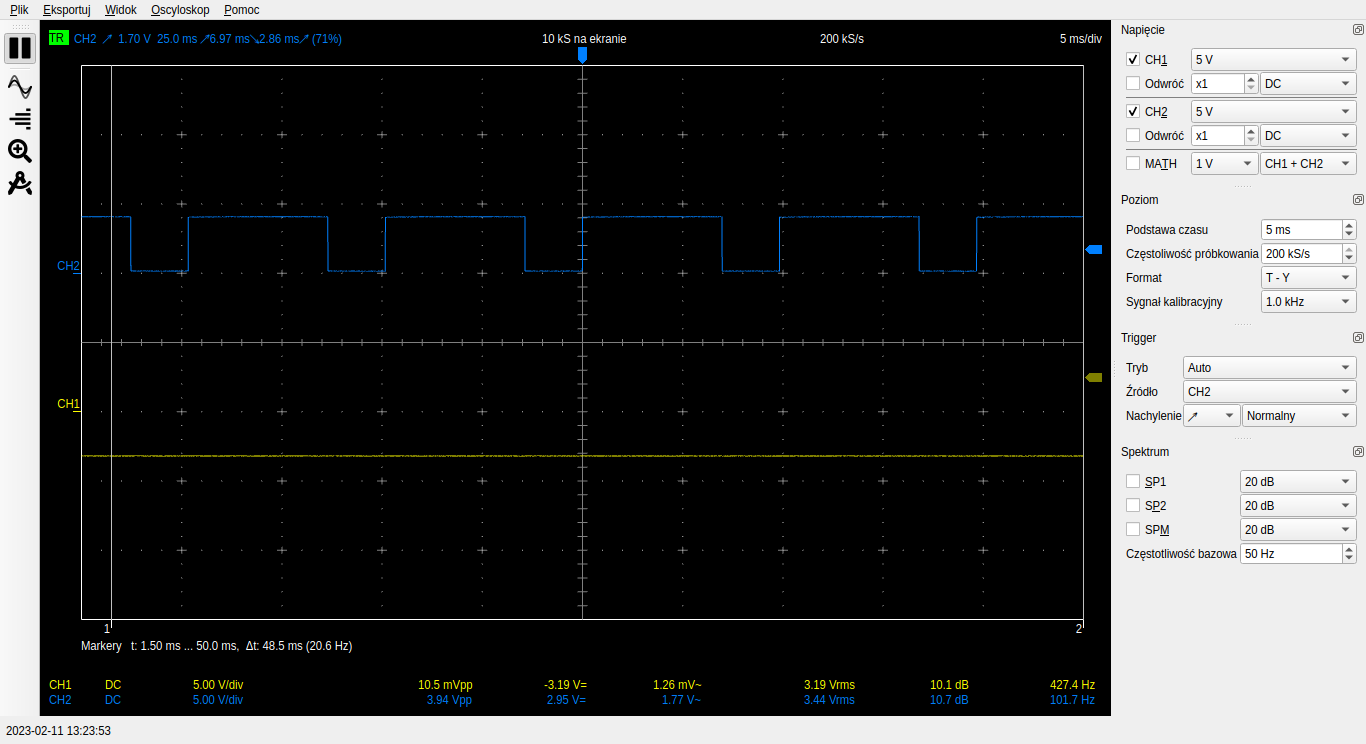 Plik Eksportuj Widok Oscyloskop Pomoc
TR CH2 1.70 V 25.0 ms 6.97 ms 2.86 ms (71%) 10 kS na ekranie 200 kS/s 5 ms/div
CH2
CH1
1 2
Markery t: 1.50 ms ... 50.0 ms, Δt: 48.5 ms (20.6 Hz)
CH1 DC 5.00 V/div 10.5 mVpp -3.19 V= 1.26 mV~ 3.19 Vrms 10.1 dB 427.4 Hz
CH2 DC 5.00 V/div 3.94 Vpp 2.95 V= 1.77 V~ 3.44 Vrms 10.7 dB 101.7 Hz
Napięcie
CH1 5 V
Odwróć x1 DC
CH2 5 V
Odwróć x1 DC
MATH 1 V CH1 + CH2
Poziom
Podstawa czasu 5 ms
Częstoliwość próbkowania 200 kS/s
Format T - Y
Sygnał kalibracyjny 1.0 kHz
Trigger
Tryb Auto
Źródło CH2
Nachylenie Normalny
Spektrum
SP1 20 dB
SP2 20 dB
SPM 20 dB
Częstotliwość bazowa 50 Hz
2023-02-11 13:23:53